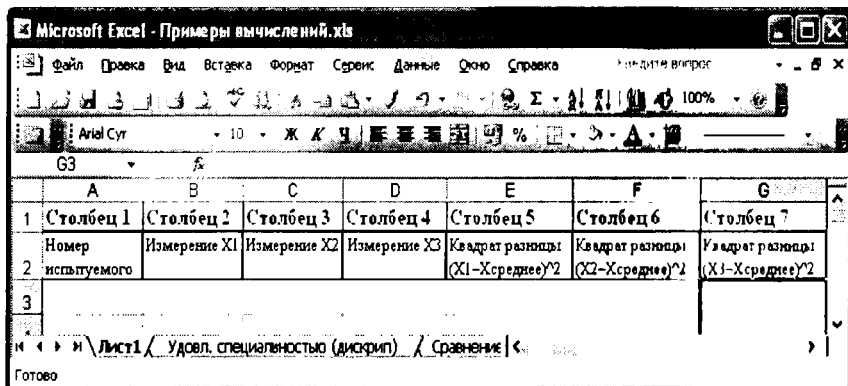 Microsoft Excel - Примеры вычислений.xls
Файл Правка Вид Вставка Формат Сервис Данные Окно Справка Введите вопрос
100%
Arial Cyr 10 Ж К Ч %
G3 fx
A B C D E F G
1 Столбец 1 Столбец 2 Столбец 3 Столбец 4 Столбец 5 Столбец 6 Столбец 7
Номер Измерение X1 Измерение X2 Измерение X3 Квадрат разницы Квадрат разницы Квадрат разницы
2 испытуемого (X1-Xсреднее)^2 (X2-Xсреднее)^2 (X3-Xсреднее)^2
3
Лист1 Удовл. специальностью (дискрип) Сравнение
Готово